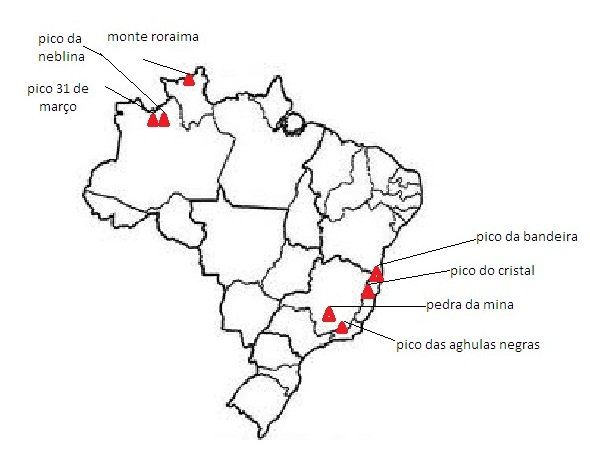 monte roraima
pico da
neblina
pico 31 de
março
pico da bandeira
pico do cristal
pedra da mina
pico das aghulas negras